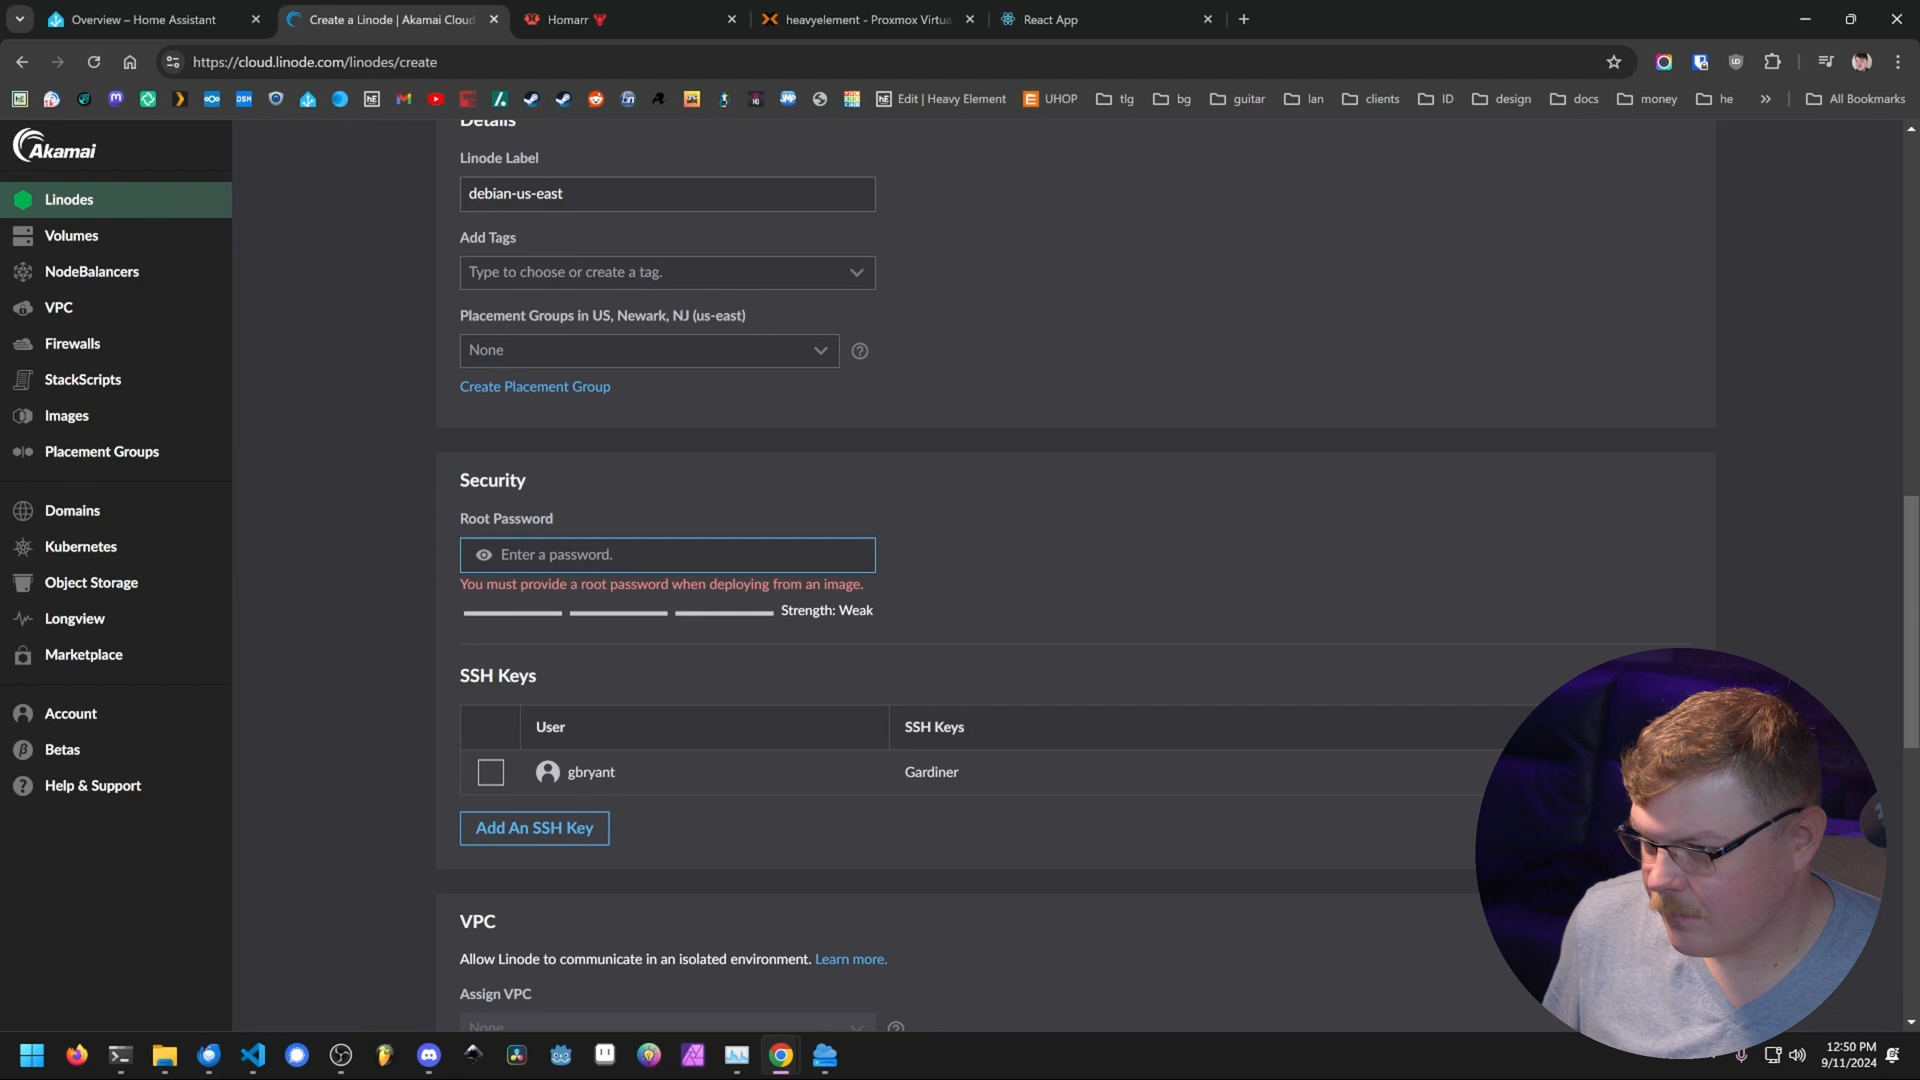 Overview – Home Assistant
Create a Linode | Akamai Cloud
Homarr
heavyelement - Proxmox Virtua
React App
https://cloud.linode.com/linodes/create
Edit | Heavy Element
UHOP
tlg
bg
guitar
lan
clients
ID
design
docs
money
he
All Bookmarks
Akamai
Linodes
Volumes
NodeBalancers
VPC
Firewalls
StackScripts
Images
Placement Groups
Domains
Kubernetes
Object Storage
Longview
Marketplace
Account
Betas
Help & Support
Details
Linode Label
debian-us-east
Add Tags
Type to choose or create a tag.
Placement Groups in US, Newark, NJ (us-east)
None
Create Placement Group
Security
Root Password
Enter a password.
You must provide a root password when deploying from an image.
Strength: Weak
SSH Keys
User
SSH Keys
gbryant
Gardiner
Add An SSH Key
VPC
Allow Linode to communicate in an isolated environment. Learn more.
Assign VPC
None
12:50 PM
9/11/2024